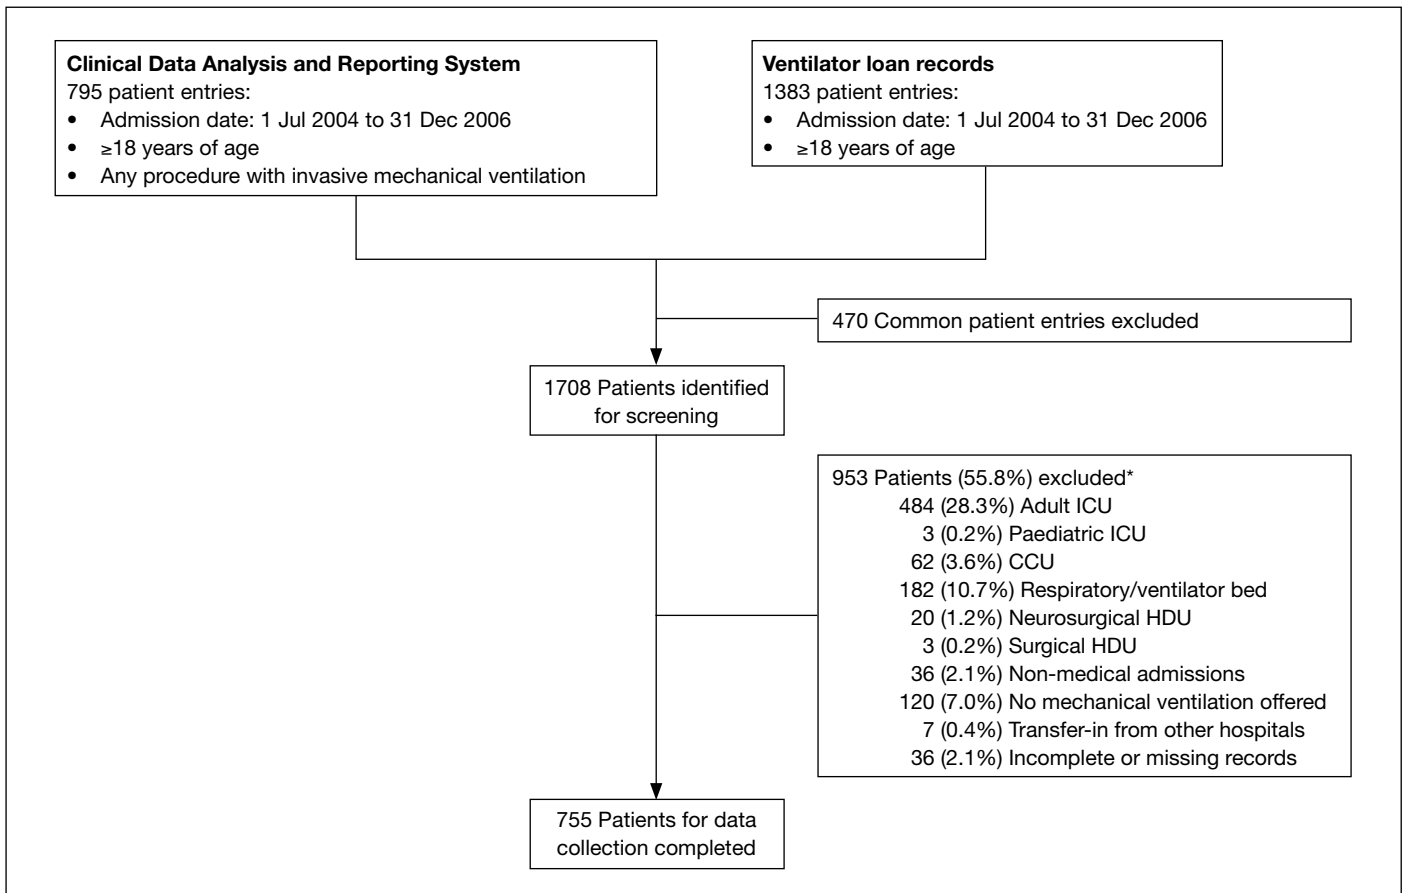 Clinical Data Analysis and Reporting System
795 patient entries:
• Admission date: 1 Jul 2004 to 31 Dec 2006
• ≥18 years of age
• Any procedure with invasive mechanical ventilation
Ventilator loan records
1383 patient entries:
• Admission date: 1 Jul 2004 to 31 Dec 2006
• ≥18 years of age
470 Common patient entries excluded
1708 Patients identified
for screening
953 Patients (55.8%) excluded*
484 (28.3%) Adult ICU
3 (0.2%) Paediatric ICU
62 (3.6%) CCU
182 (10.7%) Respiratory/ventilator bed
20 (1.2%) Neurosurgical HDU
3 (0.2%) Surgical HDU
36 (2.1%) Non-medical admissions
120 (7.0%) No mechanical ventilation offered
7 (0.4%) Transfer-in from other hospitals
36 (2.1%) Incomplete or missing records
755 Patients for data
collection completed